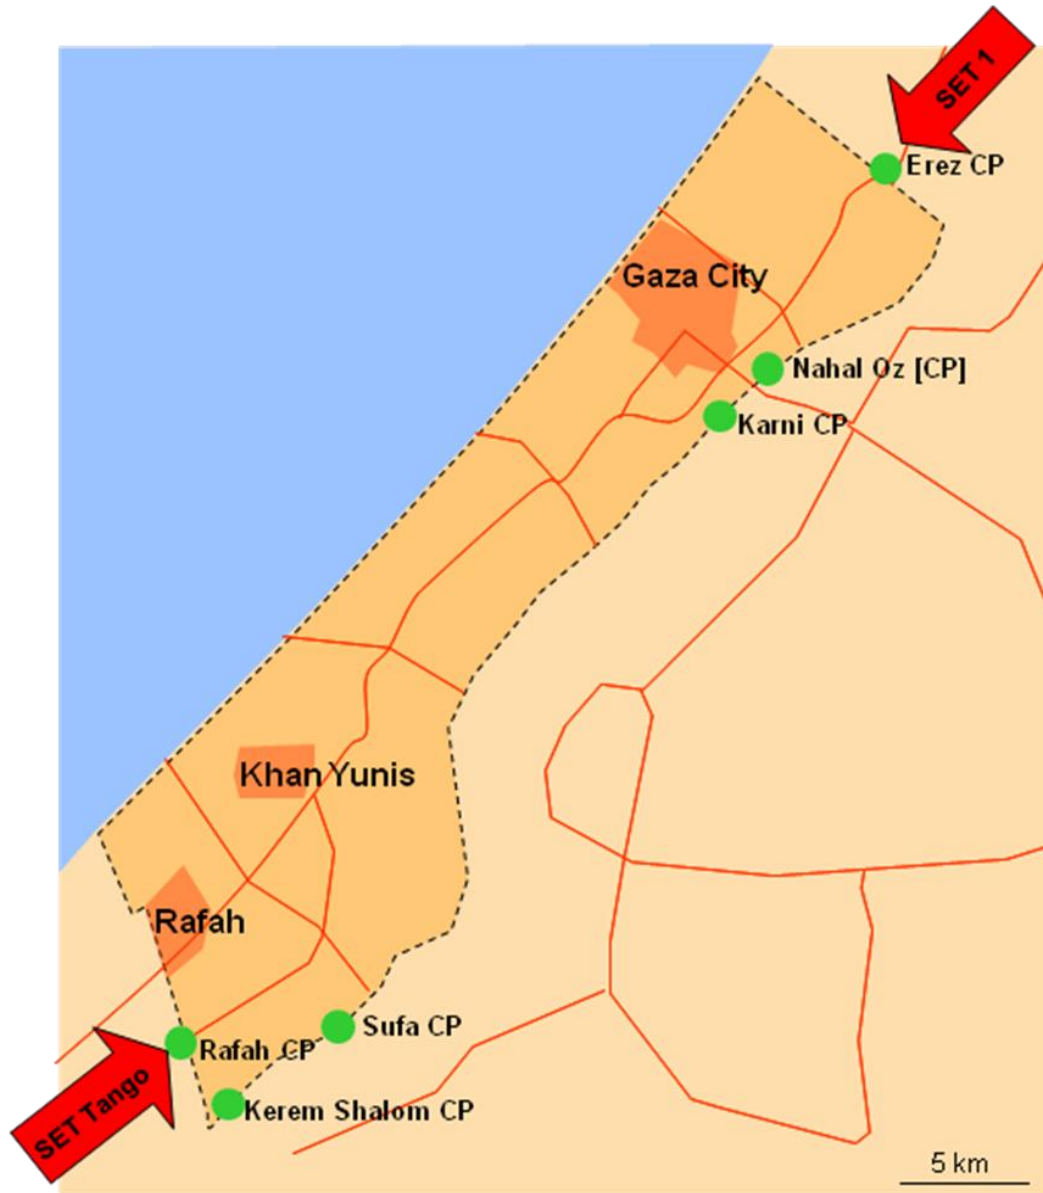 SET 1
Erez CP
Gaza City
Nahal Oz [CP]
Karni CP
Khan Yunis
Rafah
Sufa CP
Rafah CP
SET Tango
Kerem Shalom CP
5 km